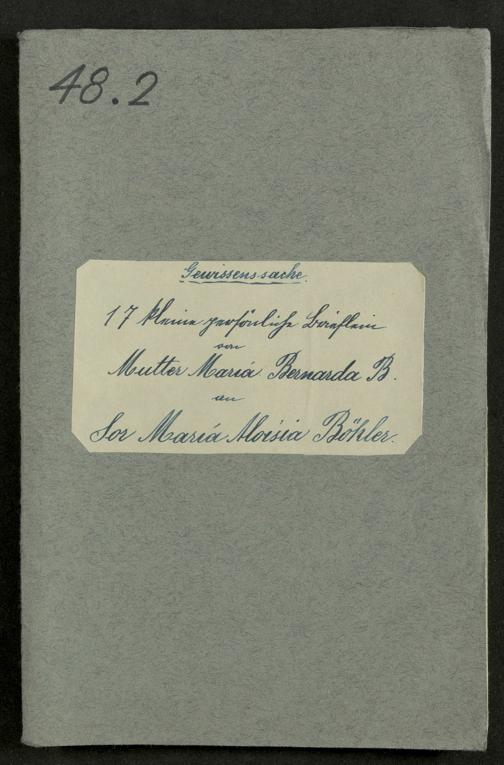 48.2
Gewissenssache.
17 kleine persönliche Brieflein
von
Mutter María Bernarda B.
an
Sor María Aloisia Böhler.